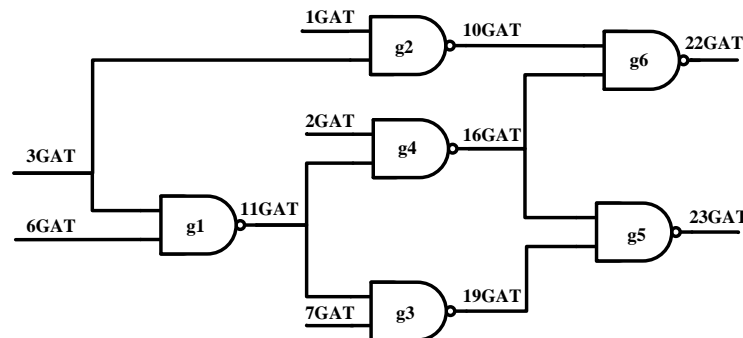 1GAT
10GAT
22GAT
g2
g6
2GAT
16GAT
g4
3GAT
11GAT
6GAT
g1
23GAT
g5
19GAT
7GAT
g3